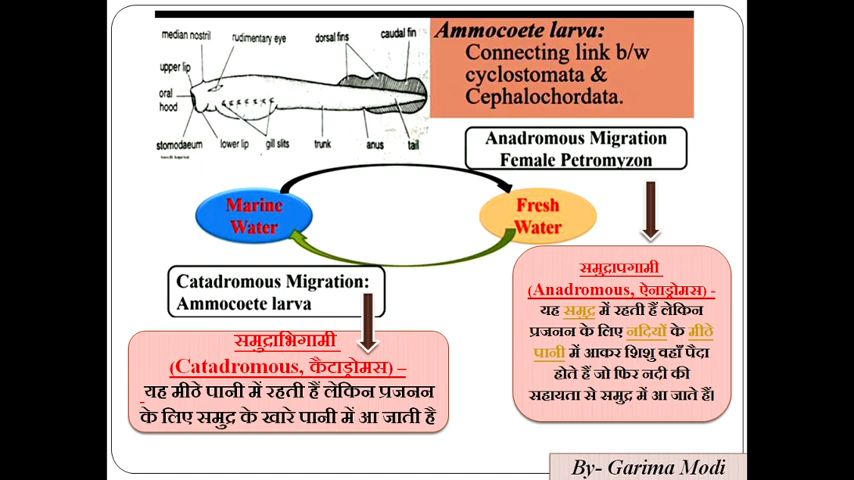 median nostril
rudimentary eye
dorsal fins
caudal fin
upper lip
oral
hood
stomodaeum
lower lip
gill slits
trunk
anus
tail
Ammocoete larva:
Connecting link b/w
cyclostomata &
Cephalochordata.
Anadromous Migration
Female Petromyzon
Marine
Water
Fresh
Water
Catadromous Migration:
Ammocoete larva
समुद्रापगामी
(Anadromous, ऐनाड्रोमस) -
यह समुद्र में रहती हैं लेकिन
प्रजनन के लिए नदियों के मीठे
पानी में आकर शिशु वहाँ पैदा
होते हैं जो फिर नदी की
सहायता से समुद्र में आ जाते हैं।
समुद्राभिगामी
(Catadromous, कैटाड्रोमस) –
यह मीठे पानी में रहती हैं लेकिन प्रजनन
के लिए समुद्र के खारे पानी में आ जाती है
By- Garima Modi